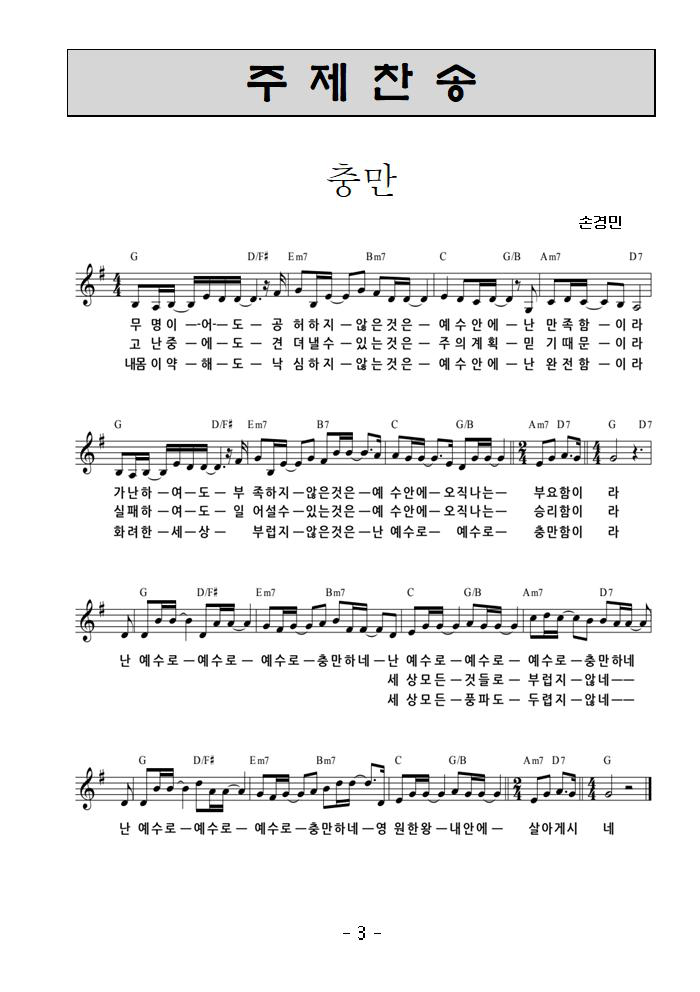 주 제 찬 송
충만
손경민
G D/F# Em7 Bm7 C G/B Am7 D7
무 명이 — 어 — 도 — 공 허하지 — 않은것은 — 예수안에 — 난 만족함 — 이라
고 난중 — 에 — 도 — 견 뎌낼수 — 있는것은 — 주의계획 — 믿 기때문 — 이라
내몸이약 — 해 — 도 — 낙 심하지 — 않는것은 — 예수안에 — 난 완전함 — 이라
G D/F# Em7 B7 C G/B Am7 D7 G D7
가난하 — 여 — 도 — 부 족하지 — 않은것은 — 예 수안에 — 오직나는 — 부요함이 라
실패하 — 여 — 도 — 일 어설수 — 있는것은 — 예 수안에 — 오직나는 — 승리함이 라
화려한 — 세 — 상 — 부럽지 — 않은것은 — 난 예수로 — 예수로 — 충만함이 라
G D/F# Em7 Bm7 C G/B Am7 D7
난 예수로 — 예수로 — 예수로 — 충만하네 — 난 예수로 — 예수로 — 예수로 — 충만하네
세 상모든 — 것들로 — 부럽지 — 않네 —
세 상모든 — 풍파도 — 두렵지 — 않네 —
G D/F# Em7 Bm7 C G/B Am7 D7 G
난 예수로 — 예수로 — 예수로 — 충만하네 — 영 원한왕 — 내안에 — 살아계시 네
- 3 -